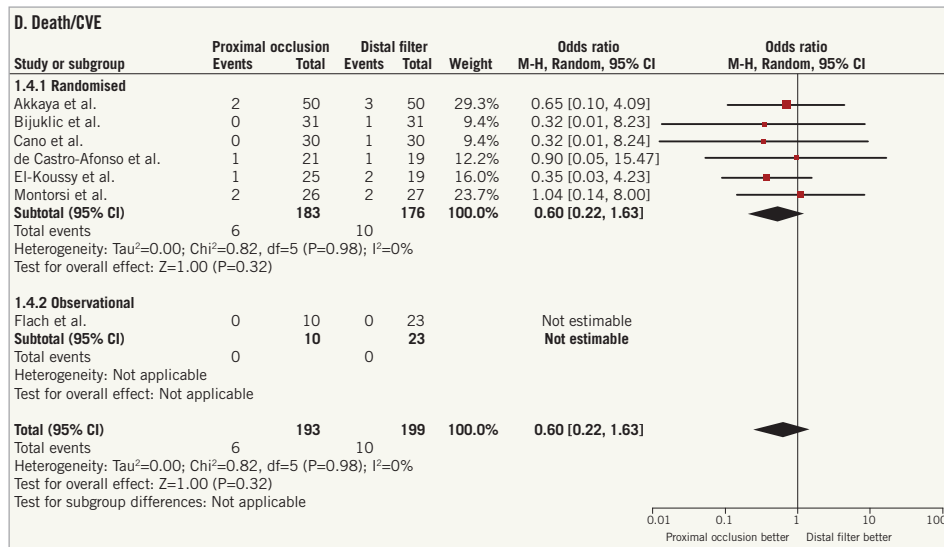 D. Death/CVE
Proximal occlusion Distal filter Odds ratio Odds ratio
Study or subgroup Events Total Events Total Weight M-H, Random, 95% CI M-H, Random, 95% CI
1.4.1 Randomised
Akkaya et al. 2 50 3 50 29.3% 0.65 [0.10, 4.09]
Bijuklic et al. 0 31 1 31 9.4% 0.32 [0.01, 8.23]
Cano et al. 0 30 1 30 9.4% 0.32 [0.01, 8.24]
de Castro-Afonso et al. 1 21 1 19 12.2% 0.90 [0.05, 15.47]
El-Koussy et al. 1 25 2 19 16.0% 0.35 [0.03, 4.23]
Montorsi et al. 2 26 2 27 23.7% 1.04 [0.14, 8.00]
Subtotal (95% CI) 183 176 100.0% 0.60 [0.22, 1.63]
Total events 6 10
Heterogeneity: Tau²=0.00; Chi²=0.82, df=5 (P=0.98); I²=0%
Test for overall effect: Z=1.00 (P=0.32)
1.4.2 Observational
Flach et al. 0 10 0 23 Not estimable
Subtotal (95% CI) 10 23 Not estimable
Total events 0 0
Heterogeneity: Not applicable
Test for overall effect: Not applicable
Total (95% CI) 193 199 100.0% 0.60 [0.22, 1.63]
Total events 6 10
Heterogeneity: Tau²=0.00; Chi²=0.82, df=5 (P=0.98); I²=0%
Test for overall effect: Z=1.00 (P=0.32)
Test for subgroup differences: Not applicable
0.01 0.1 1 10 100
Proximal occlusion better Distal filter better